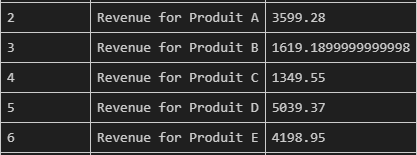 2 Revenue for Produit A 3599.28
3 Revenue for Produit B 1619.1899999999998
4 Revenue for Produit C 1349.55
5 Revenue for Produit D 5039.37
6 Revenue for Produit E 4198.95